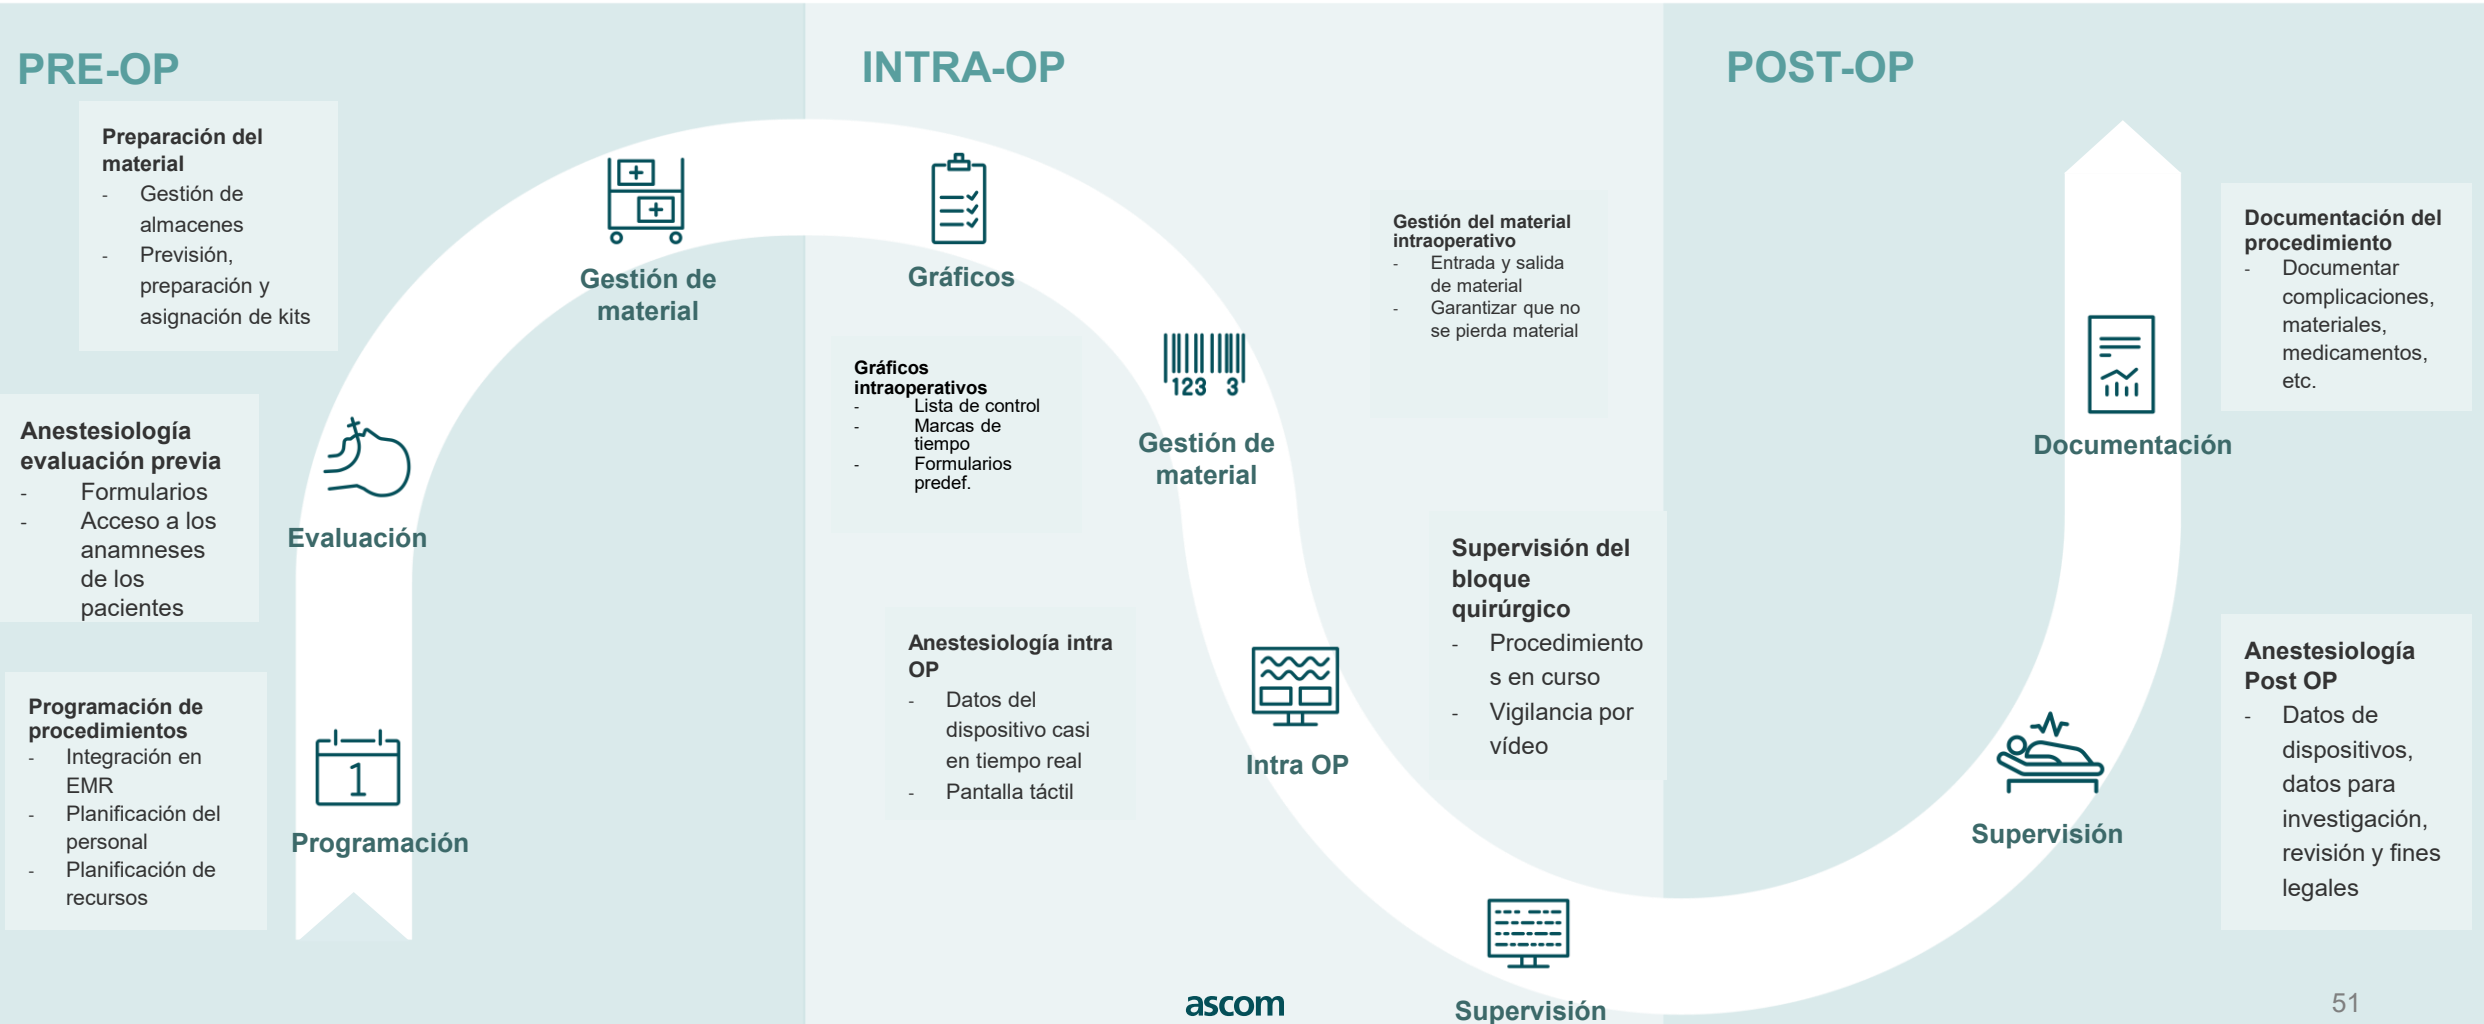 PRE-OP
Preparación del
material
- Gestión de
almacenes
- Previsión,
preparación y
asignación de kits
Gestión de
material
Anestesiología
evaluación previa
- Formularios
- Acceso a los
anamneses
de los
pacientes
Evaluación
Programación de
procedimientos
- Integración en
EMR
- Planificación del
personal
- Planificación de
recursos
1
Programación
INTRA-OP
Gráficos
Gráficos
intraoperativos
- Lista de control
- Marcas de
tiempo
- Formularios
predef.
Gestión del material
intraoperativo
- Entrada y salida
de material
- Garantizar que no
se pierda material
123 3
Gestión de
material
Anestesiología intra
OP
- Datos del
dispositivo casi
en tiempo real
- Pantalla táctil
Intra OP
Supervisión del
bloque
quirúrgico
- Procedimiento
s en curso
- Vigilancia por
vídeo
Supervisión
ascom
POST-OP
Documentación del
procedimiento
- Documentar
complicaciones,
materiales,
medicamentos,
etc.
Documentación
Anestesiología
Post OP
- Datos de
dispositivos,
datos para
investigación,
revisión y fines
legales
Supervisión
51